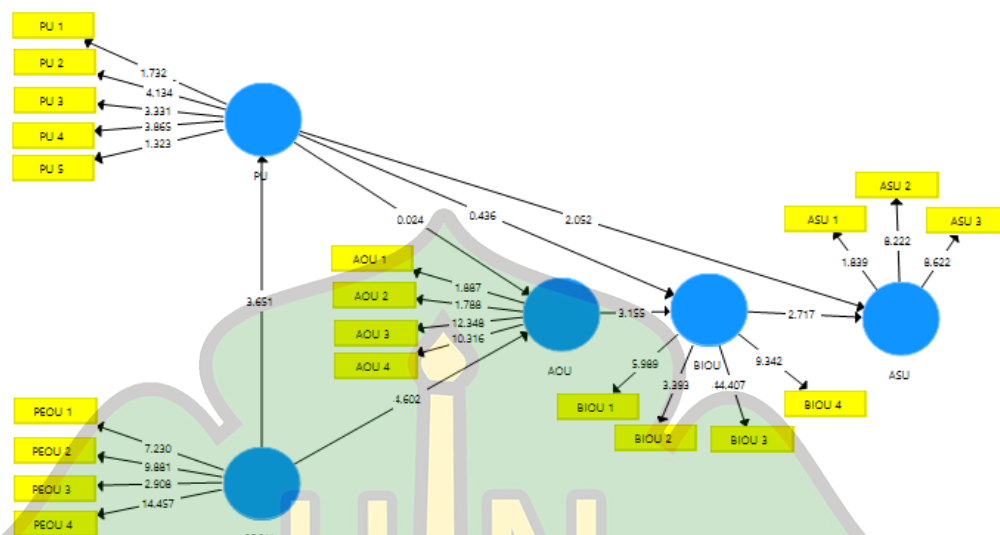 PU 1
PU 2
PU 3
PU 4
PU 5
1.732
4.134
3.331
3.865
1.323
PU
0.024
0.436
2.052
ASU 2
ASU 1
ASU 3
8.222
1.839
8.622
AOU 1
AOU 2
AOU 3
AOU 4
1.887
1.788
12.348
10.316
3.651
3.155
2.717
AOU
BIOU
ASU
5.989
3.393
44.407
9.342
BIOU 1
BIOU 2
BIOU 3
BIOU 4
4.602
PEOU 1
PEOU 2
PEOU 3
PEOU 4
7.230
9.881
2.908
14.457
UIN